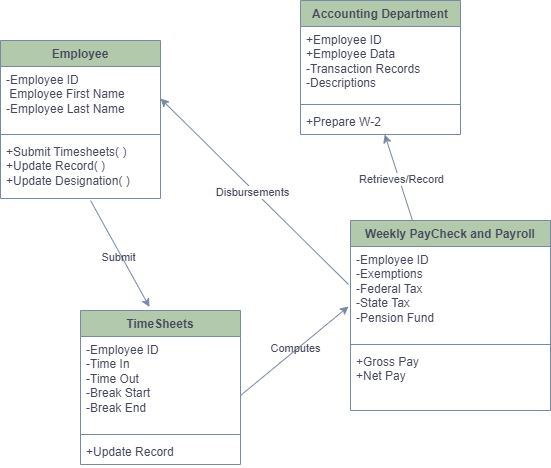 Accounting Department
+Employee ID
+Employee Data
-Transaction Records
-Descriptions
+Prepare W-2
Employee
-Employee ID
Employee First Name
-Employee Last Name
+Submit Timesheets( )
+Update Record( )
+Update Designation( )
Disbursements
Retrieves/Record
Submit
Weekly PayCheck and Payroll
-Employee ID
-Exemptions
-Federal Tax
-State Tax
-Pension Fund
+Gross Pay
+Net Pay
Computes
TimeSheets
-Employee ID
-Time In
-Time Out
-Break Start
-Break End
+Update Record